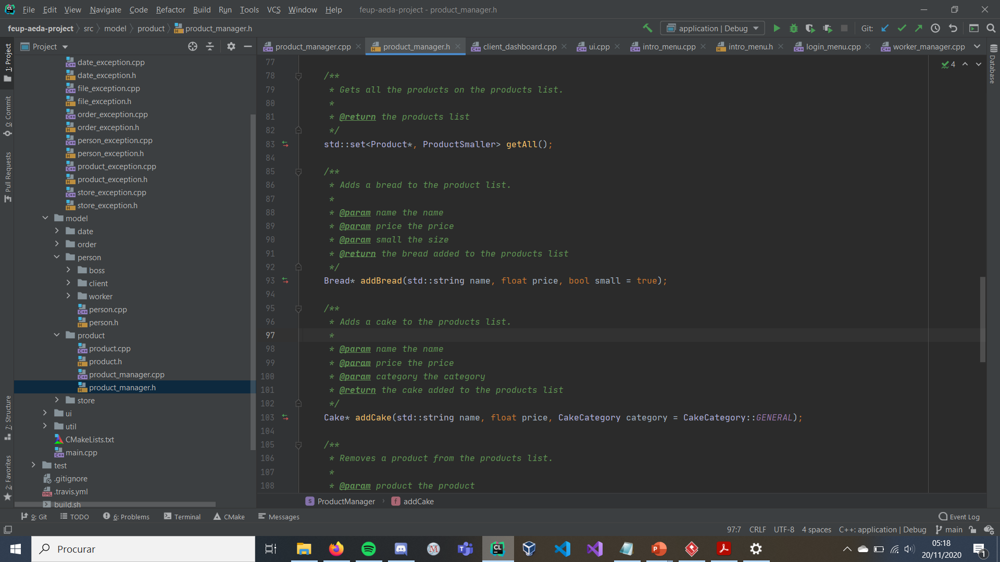 File Edit View Navigate Code Refactor Build Run Tools VCS Window Help feup-aeda-project - product_manager.h
feup-aeda-project src model product product_manager.h application | Debug Git:
Project
product_manager.cpp product_manager.h client_dashboard.cpp ui.cpp intro_menu.cpp intro_menu.h login_menu.cpp worker_manager.cpp
1: Project
0: Commit
Pull Requests
7: Structure
2: Favorites
date_exception.cpp
date_exception.h
file_exception.cpp
file_exception.h
order_exception.cpp
order_exception.h
person_exception.cpp
person_exception.h
product_exception.cpp
product_exception.h
store_exception.cpp
store_exception.h
model
date
order
person
boss
client
worker
person.cpp
person.h
product
product.cpp
product.h
product_manager.cpp
product_manager.h
store
ui
util
CMakeLists.txt
main.cpp
test
.gitignore
.travis.yml
build.sh
4
Database
77
78 /**
79 * Gets all the products on the products list.
80 *
81 * @return the products list
82 */
83 std::set<Product*, ProductSmaller> getAll();
84
85 /**
86 * Adds a bread to the product list.
87 *
88 * @param name the name
89 * @param price the price
90 * @param small the size
91 * @return the bread added to the products list
92 */
93 Bread* addBread(std::string name, float price, bool small = true);
94
95 /**
96 * Adds a cake to the products list.
97 *
98 * @param name the name
99 * @param price the price
100 * @param category the category
101 * @return the cake added to the products list
102 */
103 Cake* addCake(std::string name, float price, CakeCategory category = CakeCategory::GENERAL);
104
105 /**
106 * Removes a product from the products list.
107 *
108 * @param product the product
ProductManager addCake
9: Git TODO 6: Problems Terminal CMake Messages Event Log
97:7 CRLF UTF-8 4 spaces C++: application | Debug main
Procurar
05:18
20/11/2020
1